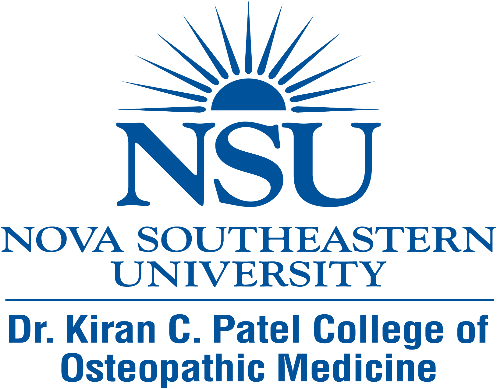 NSU
NOVA SOUTHEASTERN
UNIVERSITY
Dr. Kiran C. Patel College of
Osteopathic Medicine